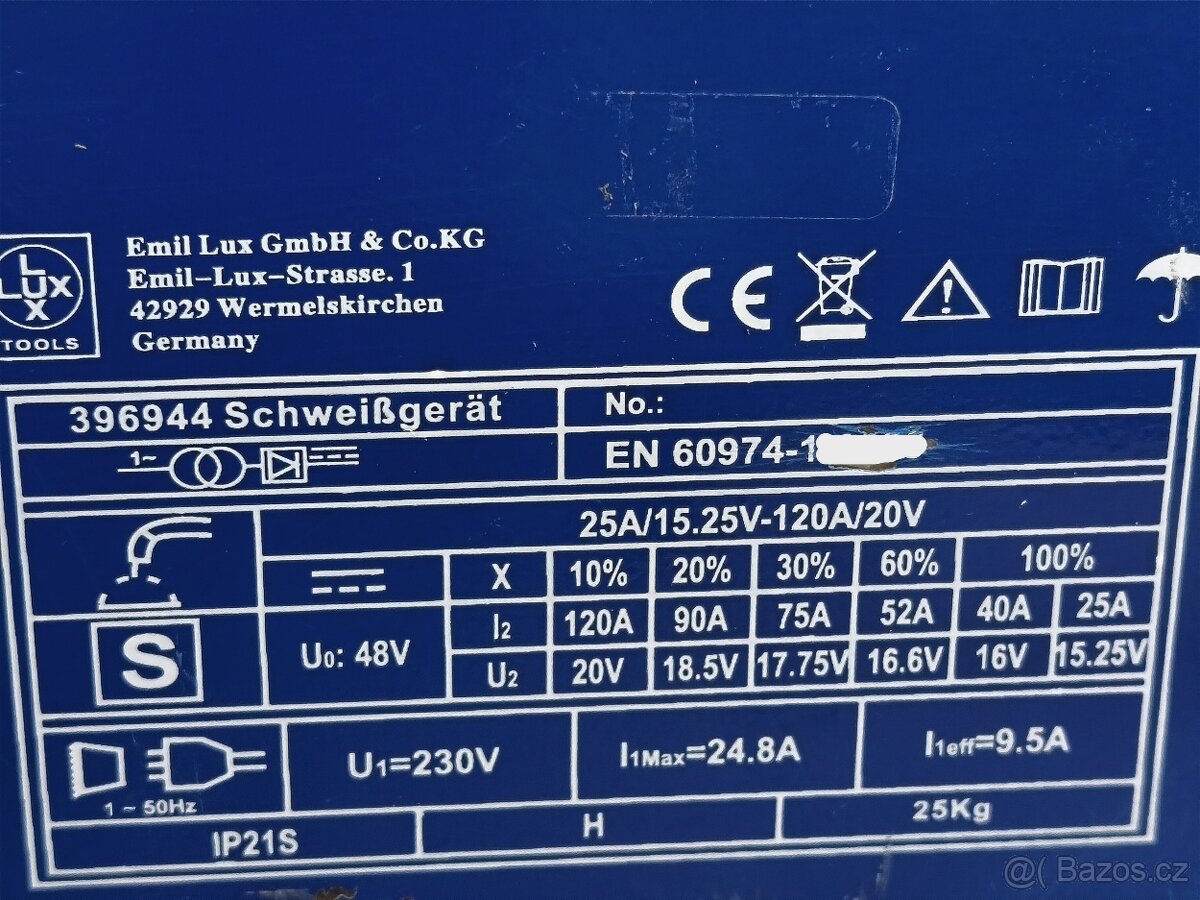 LUX
LUX
TOOLS
Emil Lux GmbH & Co.KG
Emil-Lux-Strasse. 1
42929 Wermelskirchen
Germany
CE
396944 Schweißgerät
No.:
1~
EN 60974-1
25A/15.25V-120A/20V
X 10% 20% 30% 60% 100%
I2 120A 90A 75A 52A 40A 25A
S
U0: 48V
U2 20V 18.5V 17.75V 16.6V 16V 15.25V
1 ~ 50Hz
U1=230V
I1Max=24.8A
I1eff=9.5A
IP21S
H
25Kg
@( Bazos.cz